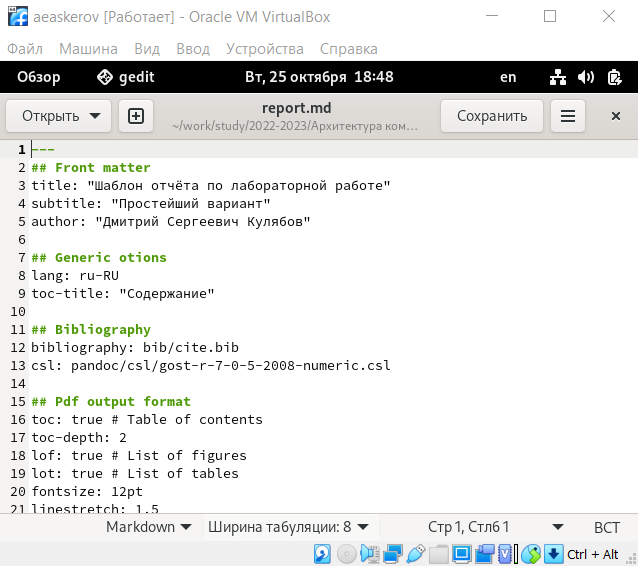 aeaskerov [Работает] - Oracle VM VirtualBox
Файл Машина Вид Ввод Устройства Справка
Обзор gedit Вт, 25 октября 18:48 en
Открыть report.md Сохранить
~/work/study/2022-2023/Архитектура ком…
1 ---
2 ## Front matter
3 title: "Шаблон отчёта по лабораторной работе"
4 subtitle: "Простейший вариант"
5 author: "Дмитрий Сергеевич Кулябов"
6
7 ## Generic otions
8 lang: ru-RU
9 toc-title: "Содержание"
10
11 ## Bibliography
12 bibliography: bib/cite.bib
13 csl: pandoc/csl/gost-r-7-0-5-2008-numeric.csl
14
15 ## Pdf output format
16 toc: true # Table of contents
17 toc-depth: 2
18 lof: true # List of figures
19 lot: true # List of tables
20 fontsize: 12pt
21 linestretch: 1.5
Markdown Ширина табуляции: 8 Стр 1, Стлб 1 ВСТ
Ctrl + Alt